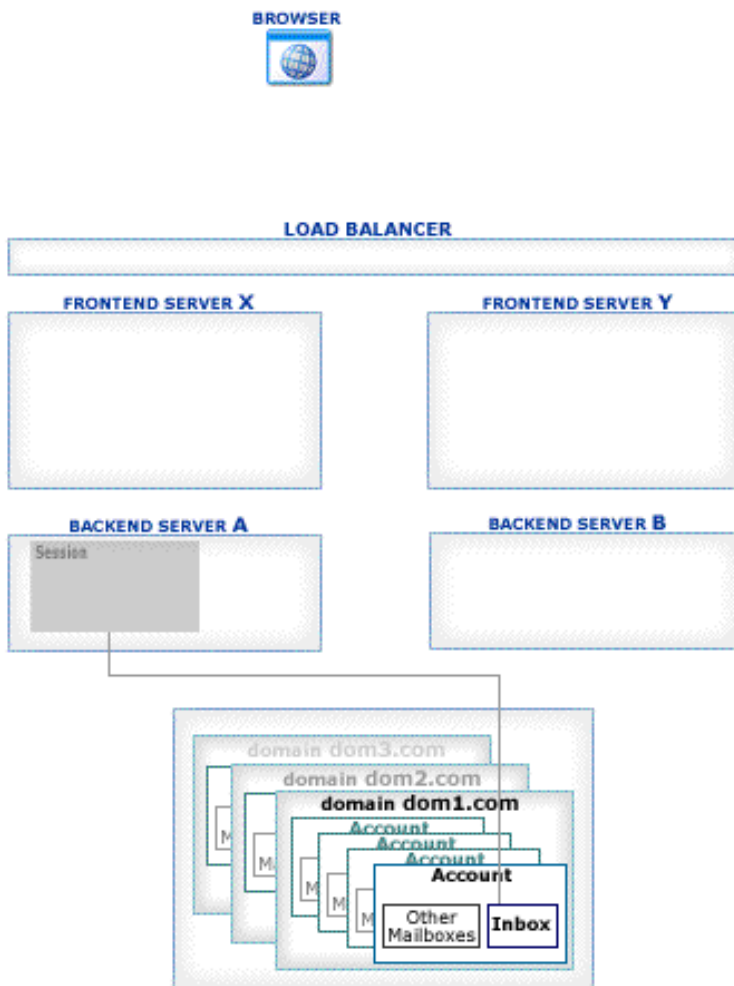 BROWSER
LOAD BALANCER
FRONTEND SERVER X
FRONTEND SERVER Y
BACKEND SERVER A
BACKEND SERVER B
Session
domain dom3.com
domain dom2.com
domain dom1.com
Account
Account
Account
Account
M
M
M
M
M
Other
Mailboxes
Inbox